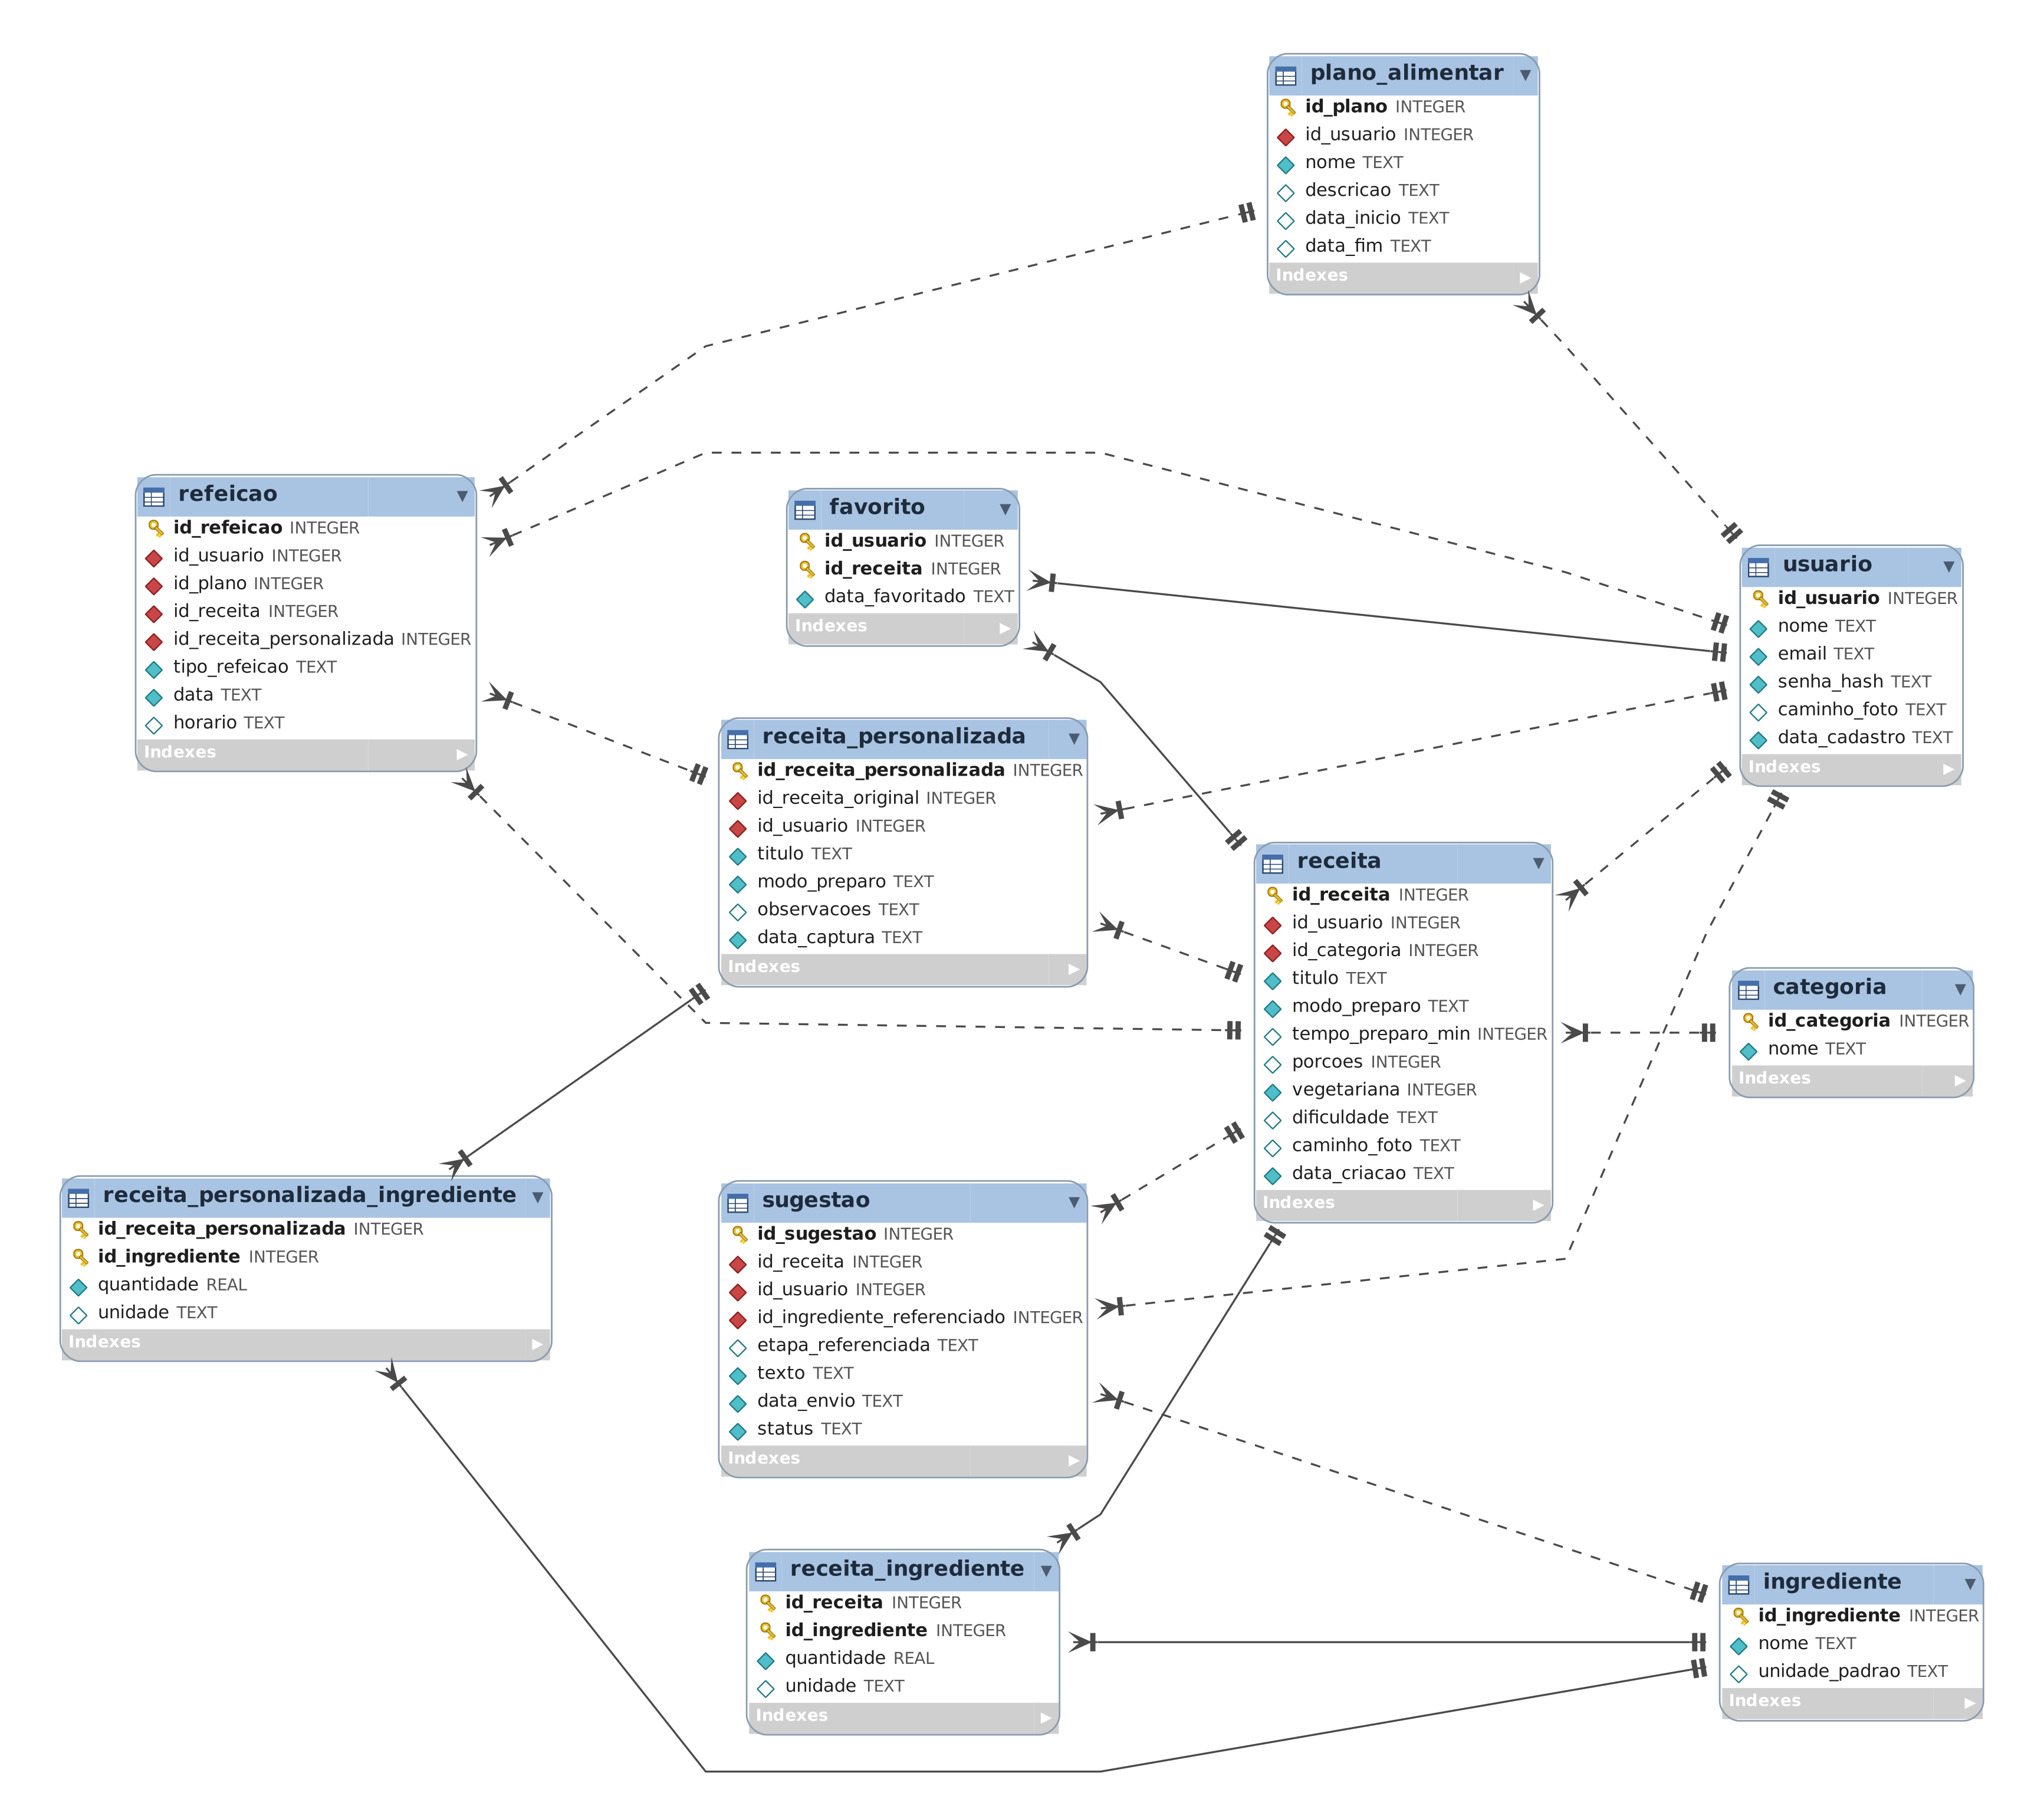 plano_alimentar
id_plano INTEGER
id_usuario INTEGER
nome TEXT
descricao TEXT
data_inicio TEXT
data_fim TEXT
Indexes
refeicao
id_refeicao INTEGER
id_usuario INTEGER
id_plano INTEGER
id_receita INTEGER
id_receita_personalizada INTEGER
tipo_refeicao TEXT
data TEXT
horario TEXT
Indexes
favorito
id_usuario INTEGER
id_receita INTEGER
data_favoritado TEXT
Indexes
usuario
id_usuario INTEGER
nome TEXT
email TEXT
senha_hash TEXT
caminho_foto TEXT
data_cadastro TEXT
Indexes
receita_personalizada
id_receita_personalizada INTEGER
id_receita_original INTEGER
id_usuario INTEGER
titulo TEXT
modo_preparo TEXT
observacoes TEXT
data_captura TEXT
Indexes
receita
id_receita INTEGER
id_usuario INTEGER
id_categoria INTEGER
titulo TEXT
modo_preparo TEXT
tempo_preparo_min INTEGER
porcoes INTEGER
vegetariana INTEGER
dificuldade TEXT
caminho_foto TEXT
data_criacao TEXT
Indexes
categoria
id_categoria INTEGER
nome TEXT
Indexes
receita_personalizada_ingrediente
id_receita_personalizada INTEGER
id_ingrediente INTEGER
quantidade REAL
unidade TEXT
Indexes
sugestao
id_sugestao INTEGER
id_receita INTEGER
id_usuario INTEGER
id_ingrediente_referenciado INTEGER
etapa_referenciada TEXT
texto TEXT
data_envio TEXT
status TEXT
Indexes
receita_ingrediente
id_receita INTEGER
id_ingrediente INTEGER
quantidade REAL
unidade TEXT
Indexes
ingrediente
id_ingrediente INTEGER
nome TEXT
unidade_padrao TEXT
Indexes